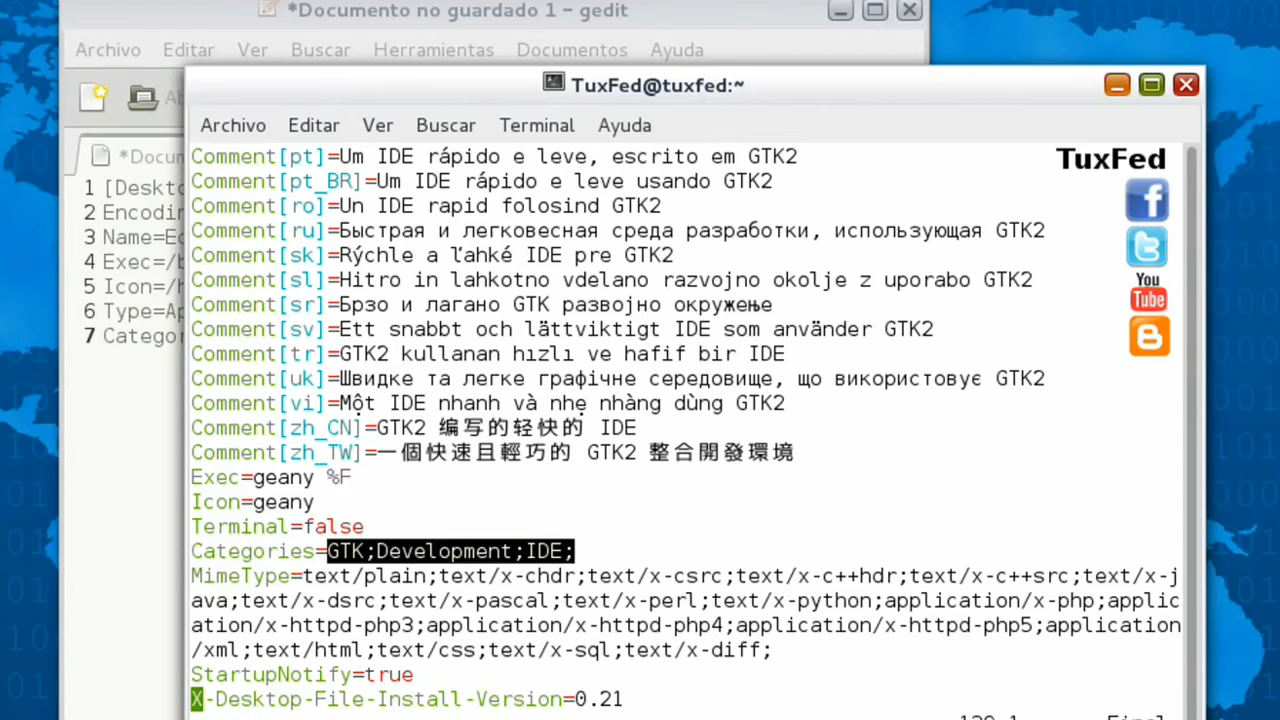 *Documento no guardado 1 – gedit
Archivo Editar Ver Buscar Herramientas Documentos Ayuda
TuxFed@tuxfed:~
Archivo Editar Ver Buscar Terminal Ayuda
*Docum
1 [Deskto
2 Encodin
3 Name=Ec
4 Exec=/b
5 Icon=/h
6 Type=Ap
7 Categor
Comment[pt]=Um IDE rápido e leve, escrito em GTK2
Comment[pt_BR]=Um IDE rápido e leve usando GTK2
Comment[ro]=Un IDE rapid folosind GTK2
Comment[ru]=Быстрая и легковесная среда разработки, использующая GTK2
Comment[sk]=Rýchle a ľahké IDE pre GTK2
Comment[sl]=Hitro in lahkotno vdelano razvojno okolje z uporabo GTK2
Comment[sr]=Брзо и лагано GTK развојно окружење
Comment[sv]=Ett snabbt och lättviktigt IDE som använder GTK2
Comment[tr]=GTK2 kullanan hızlı ve hafif bir IDE
Comment[uk]=Швидке та легке графічне середовище, що використовує GTK2
Comment[vi]=Một IDE nhanh và nhẹ nhàng dùng GTK2
Comment[zh_CN]=GTK2 编写的轻快的 IDE
Comment[zh_TW]=一個快速且輕巧的 GTK2 整合開發環境
Exec=geany %F
Icon=geany
Terminal=false
Categories=GTK;Development;IDE;
MimeType=text/plain;text/x-chdr;text/x-csrc;text/x-c++hdr;text/x-c++src;text/x-j
ava;text/x-dsrc;text/x-pascal;text/x-perl;text/x-python;application/x-php;applic
ation/x-httpd-php3;application/x-httpd-php4;application/x-httpd-php5;application
/xml;text/html;text/css;text/x-sql;text/x-diff;
StartupNotify=true
X-Desktop-File-Install-Version=0.21
TuxFed
f
t
You
Tube
B